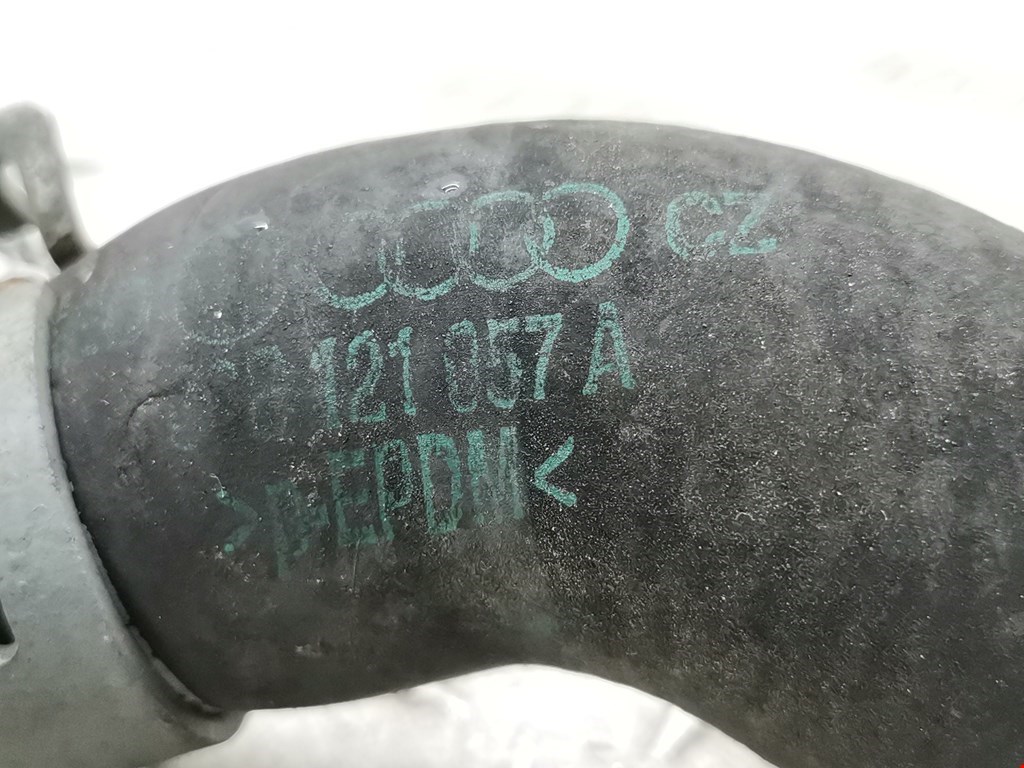 CZ
121 057 A
>P-EPDM<